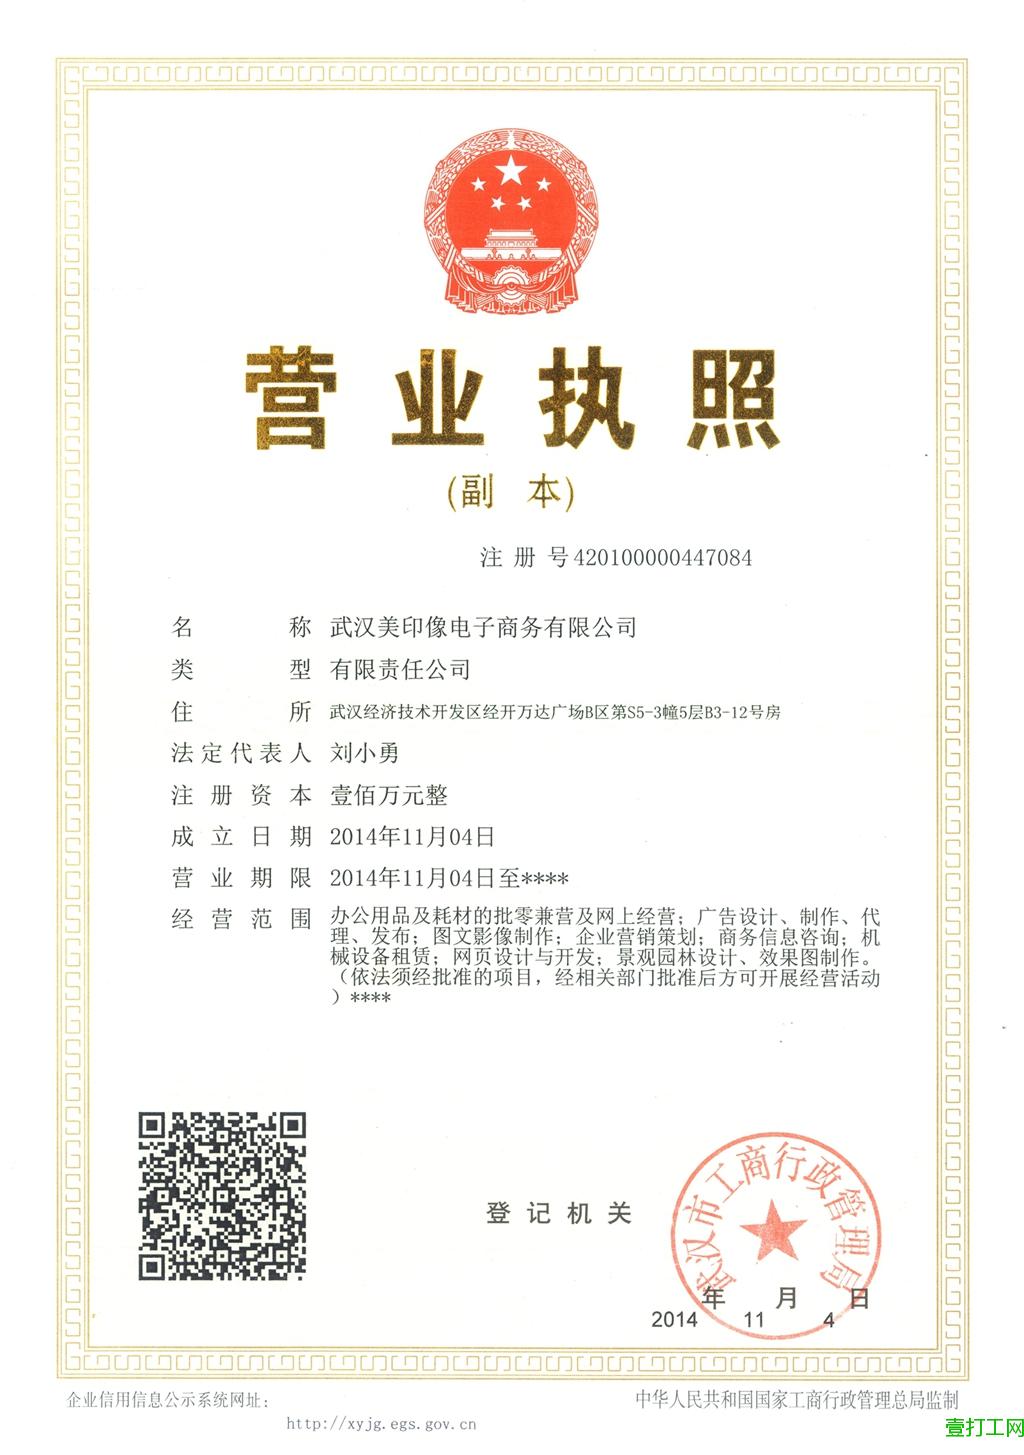 营业执照
(副 本)
注 册 号420100000447084
名 称 武汉美印像电子商务有限公司
类 型 有限责任公司
住 所 武汉经济技术开发区经开万达广场B区第S5-3幢5层B3-12号房
法定代表人 刘小勇
注 册 资 本 壹佰万元整
成 立 日 期 2014年11月04日
营 业 期 限 2014年11月04日至****
经 营 范 围 办公用品及耗材的批零兼营及网上经营；广告设计、制作、代
理、发布；图文影像制作；企业营销策划；商务信息咨询；机
械设备租赁；网页设计与开发；景观园林设计、效果图制作。
（依法须经批准的项目，经相关部门批准后方可开展经营活动
）****
登 记 机 关
武汉市工商行政管理局
年 月 日
2014 11 4
企业信用信息公示系统网址：
http://xyjg.egs.gov.cn
中华人民共和国国家工商行政管理总局监制
壹打工网